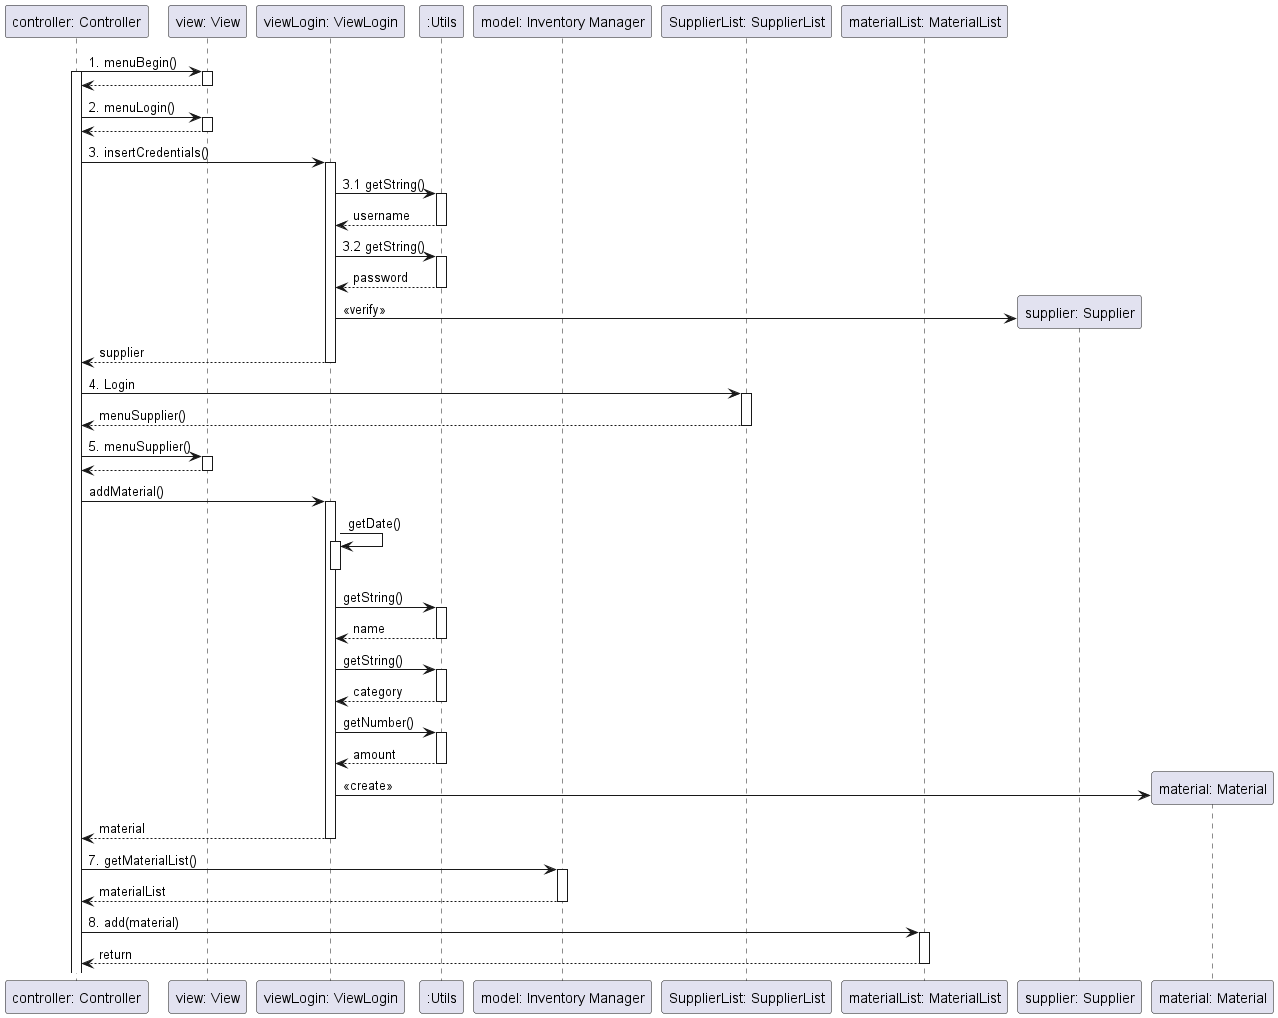 controller: Controller
view: View
viewLogin: ViewLogin
:Utils
model: Inventory Manager
SupplierList: SupplierList
materialList: MaterialList
1. menuBegin()
2. menuLogin()
3. insertCredentials()
3.1 getString()
username
3.2 getString()
password
«verify»
supplier: Supplier
supplier
4. Login
menuSupplier()
5. menuSupplier()
addMaterial()
getDate()
getString()
name
getString()
category
getNumber()
amount
«create»
material: Material
material
7. getMaterialList()
materialList
8. add(material)
return
controller: Controller
view: View
viewLogin: ViewLogin
:Utils
model: Inventory Manager
SupplierList: SupplierList
materialList: MaterialList
supplier: Supplier
material: Material